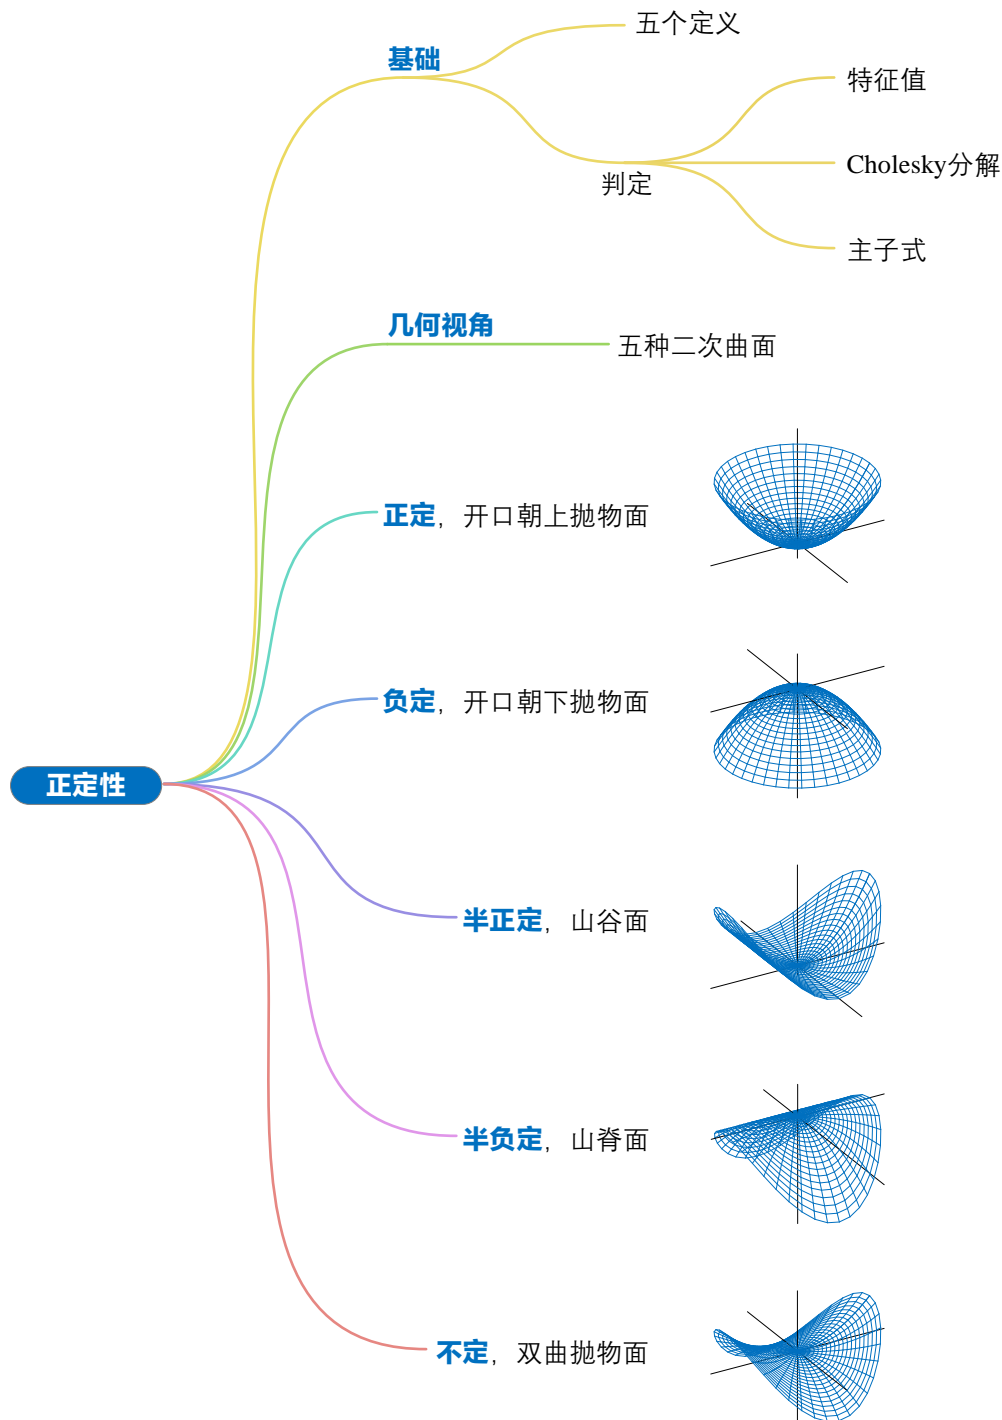 五个定义
基础
特征值
Cholesky分解
判定
主子式
几何视角
五种二次曲面
正定，开口朝上抛物面
负定，开口朝下抛物面
正定性
半正定，山谷面
半负定，山脊面
不定，双曲抛物面